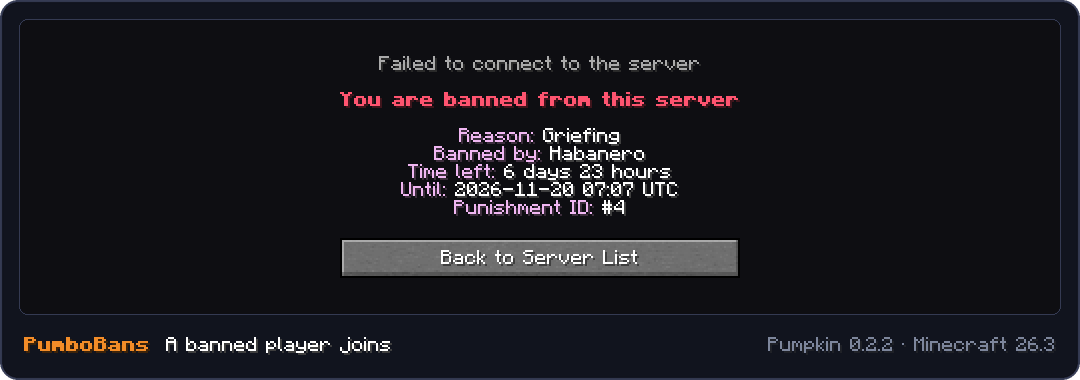 Failed to connect to the server
You are banned from this server
Reason: Griefing
Banned by: Habanero
Time left: 6 days 23 hours
Until: 2026-11-20 07:07 UTC
Punishment ID: #4
Back to Server List
PumboBans A banned player joins
Pumpkin 0.2.2 · Minecraft 26.3